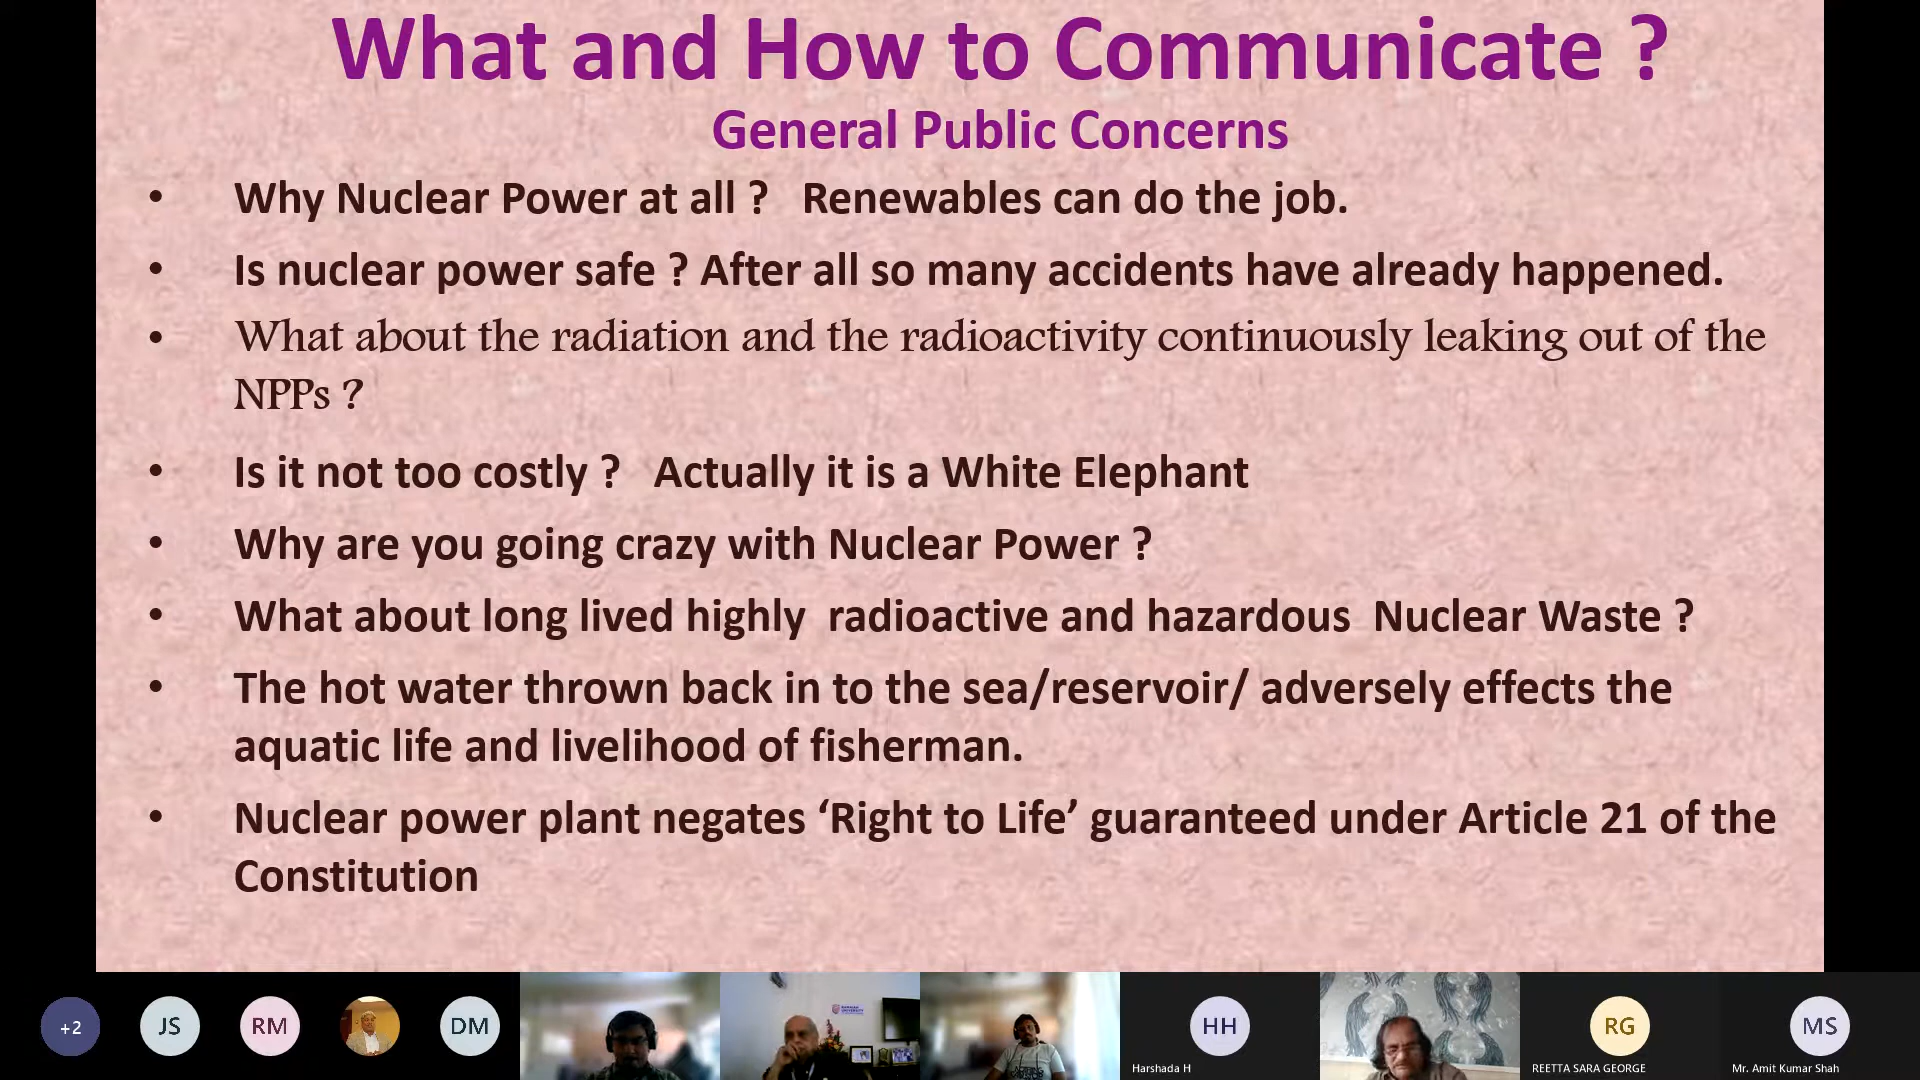 What and How to Communicate ?
General Public Concerns
• Why Nuclear Power at all ? Renewables can do the job.
• Is nuclear power safe ? After all so many accidents have already happened.
• What about the radiation and the radioactivity continuously leaking out of the
NPPs ?
• Is it not too costly ? Actually it is a White Elephant
• Why are you going crazy with Nuclear Power ?
• What about long lived highly radioactive and hazardous Nuclear Waste ?
• The hot water thrown back in to the sea/reservoir/ adversely effects the
aquatic life and livelihood of fisherman.
• Nuclear power plant negates ‘Right to Life’ guaranteed under Article 21 of the
Constitution
+2
JS
RM
DM
HH
Harshada H
RG
REETTA SARA GEORGE
MS
Mr. Amit Kumar Shah